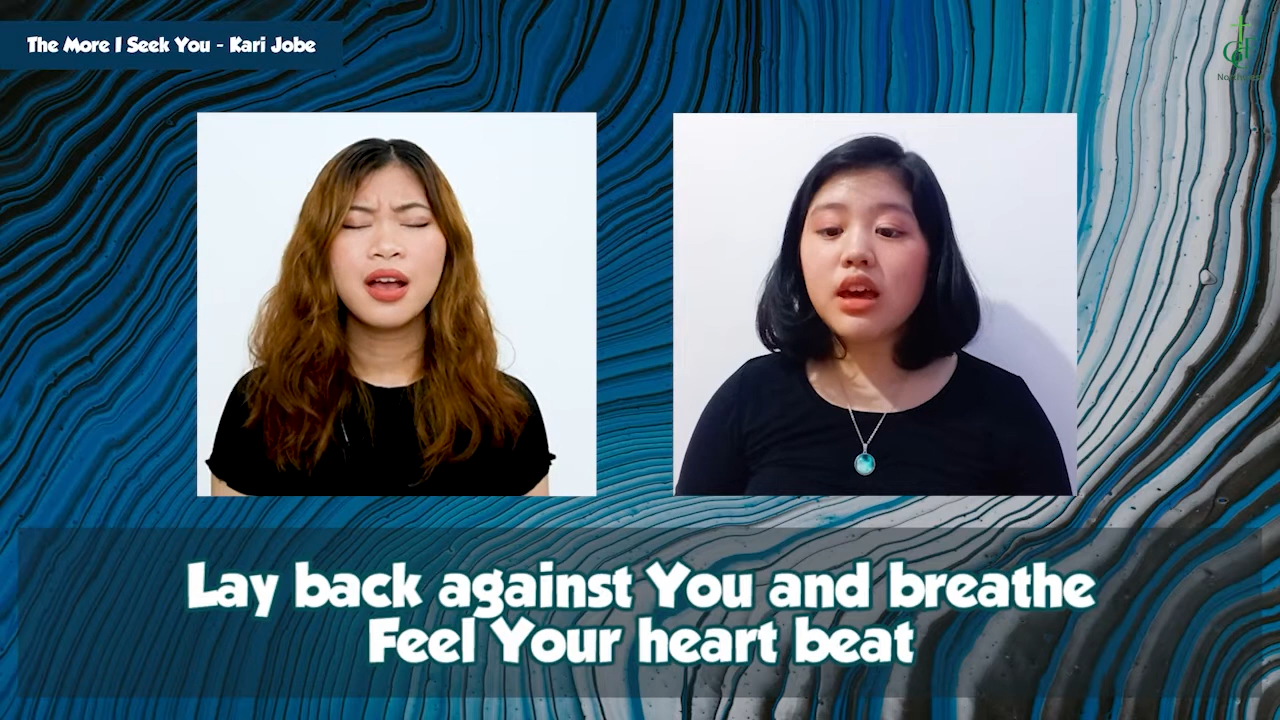 The More I Seek You - Kari Jobe
Lay back against You and breathe
Feel Your heart beat